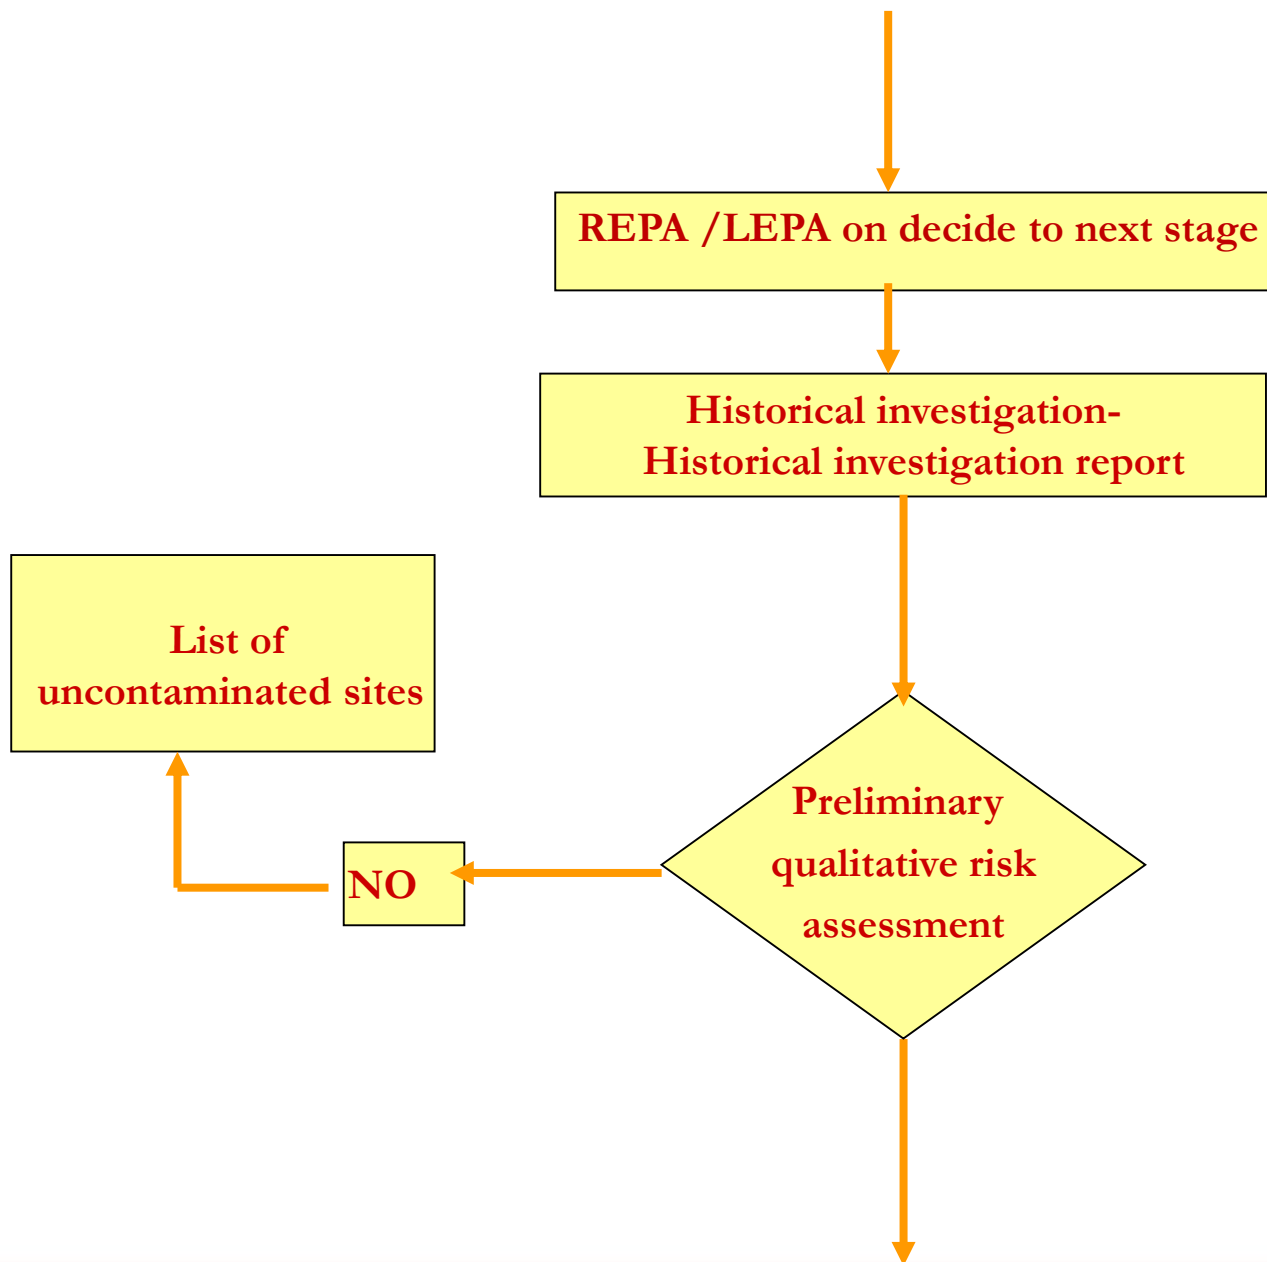 REPA /LEPA on decide to next stage
Historical investigation-
Historical investigation report
List of
uncontaminated sites
Preliminary
qualitative risk
assessment
NO